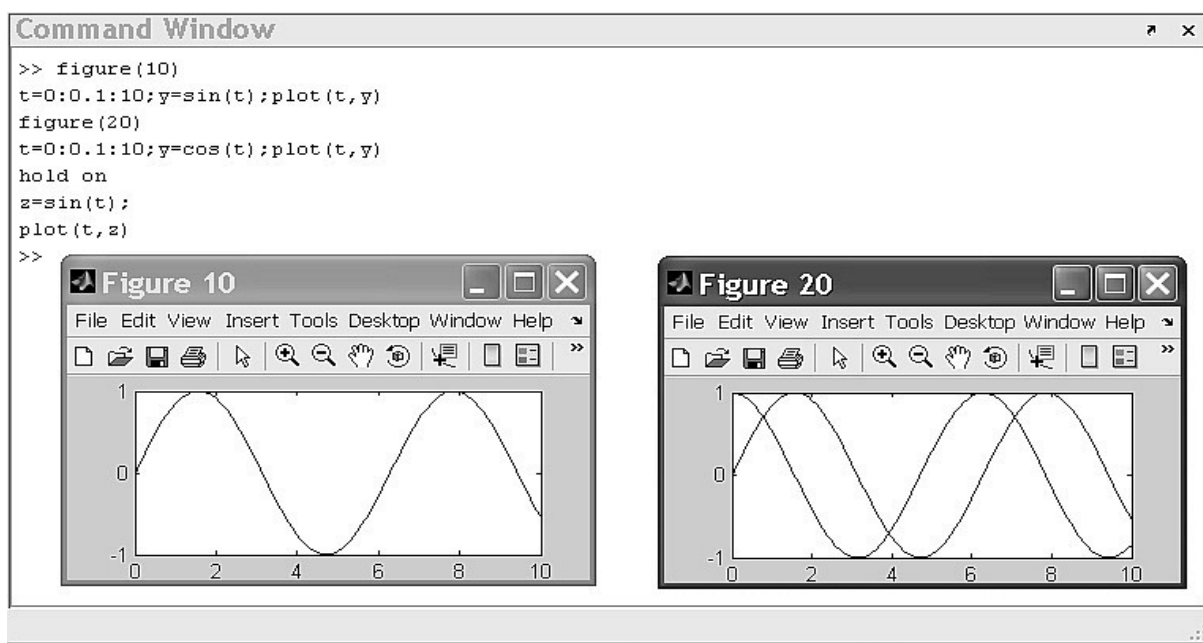 Command Window
>> figure(10)
t=0:0.1:10;y=sin(t);plot(t,y)
figure(20)
t=0:0.1:10;y=cos(t);plot(t,y)
hold on
z=sin(t);
plot(t,z)
>>
Figure 10
File Edit View Insert Tools Desktop Window Help
1
0
-1
0 2 4 6 8 10
Figure 20
File Edit View Insert Tools Desktop Window Help
1
0
-1
0 2 4 6 8 10